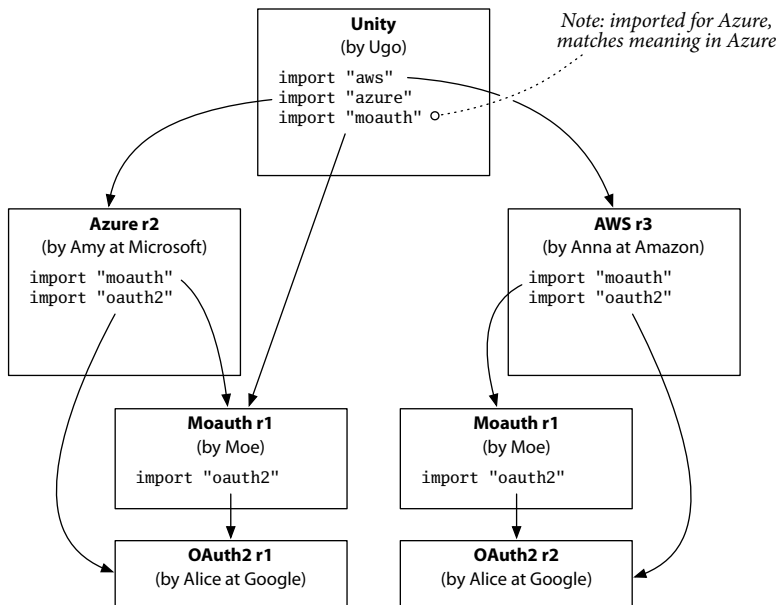 Unity
(by Ugo)
import "aws"
import "azure"
import "moauth"
Note: imported for Azure,
matches meaning in Azure
Azure r2
(by Amy at Microsoft)
import "moauth"
import "oauth2"
AWS r3
(by Anna at Amazon)
import "moauth"
import "oauth2"
Moauth r1
(by Moe)
import "oauth2"
Moauth r1
(by Moe)
import "oauth2"
OAuth2 r1
(by Alice at Google)
OAuth2 r2
(by Alice at Google)